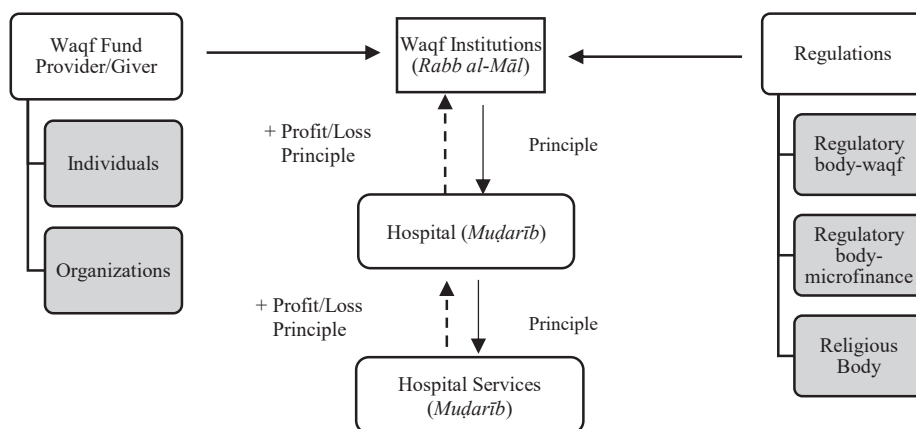 Waqf Fund
Provider/Giver
Individuals
Organizations
Waqf Institutions
(Rabb al-Māl)
+ Profit/Loss
Principle
Principle
Hospital (Muḍarīb)
+ Profit/Loss
Principle
Principle
Hospital Services
(Muḍarīb)
Regulations
Regulatory
body-waqf
Regulatory
body-
microfinance
Religious
Body